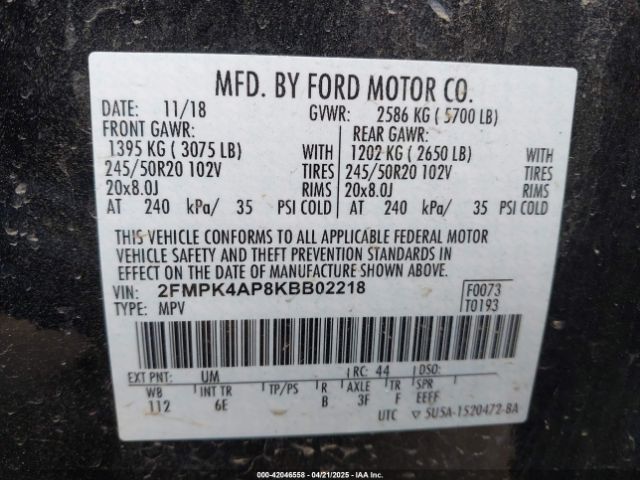 MFD. BY FORD MOTOR CO.
DATE: 11/18 GVWR: 2586 KG ( 5700 LB)
FRONT GAWR: REAR GAWR:
1395 KG ( 3075 LB) WITH 1202 KG ( 2650 LB) WITH
245/50R20 102V TIRES 245/50R20 102V TIRES
20x8.0J RIMS 20x8.0J RIMS
AT 240 kPa/ 35 PSI COLD AT 240 kPa/ 35 PSI COLD
THIS VEHICLE CONFORMS TO ALL APPLICABLE FEDERAL MOTOR
VEHICLE SAFETY AND THEFT PREVENTION STANDARDS IN
EFFECT ON THE DATE OF MANUFACTURE SHOWN ABOVE.
VIN: 2FMPK4AP8KBB02218 F0073
TYPE: MPV T0193
EXT PNT: UM RC: 44 DSO:
WB INT TR TP/PS R AXLE TR SPR
112 6E B 3F F EEFF
UTC ▽ 5U5A-1520472-BA
000-42046558 - 04/21/2025 - IAA Inc.